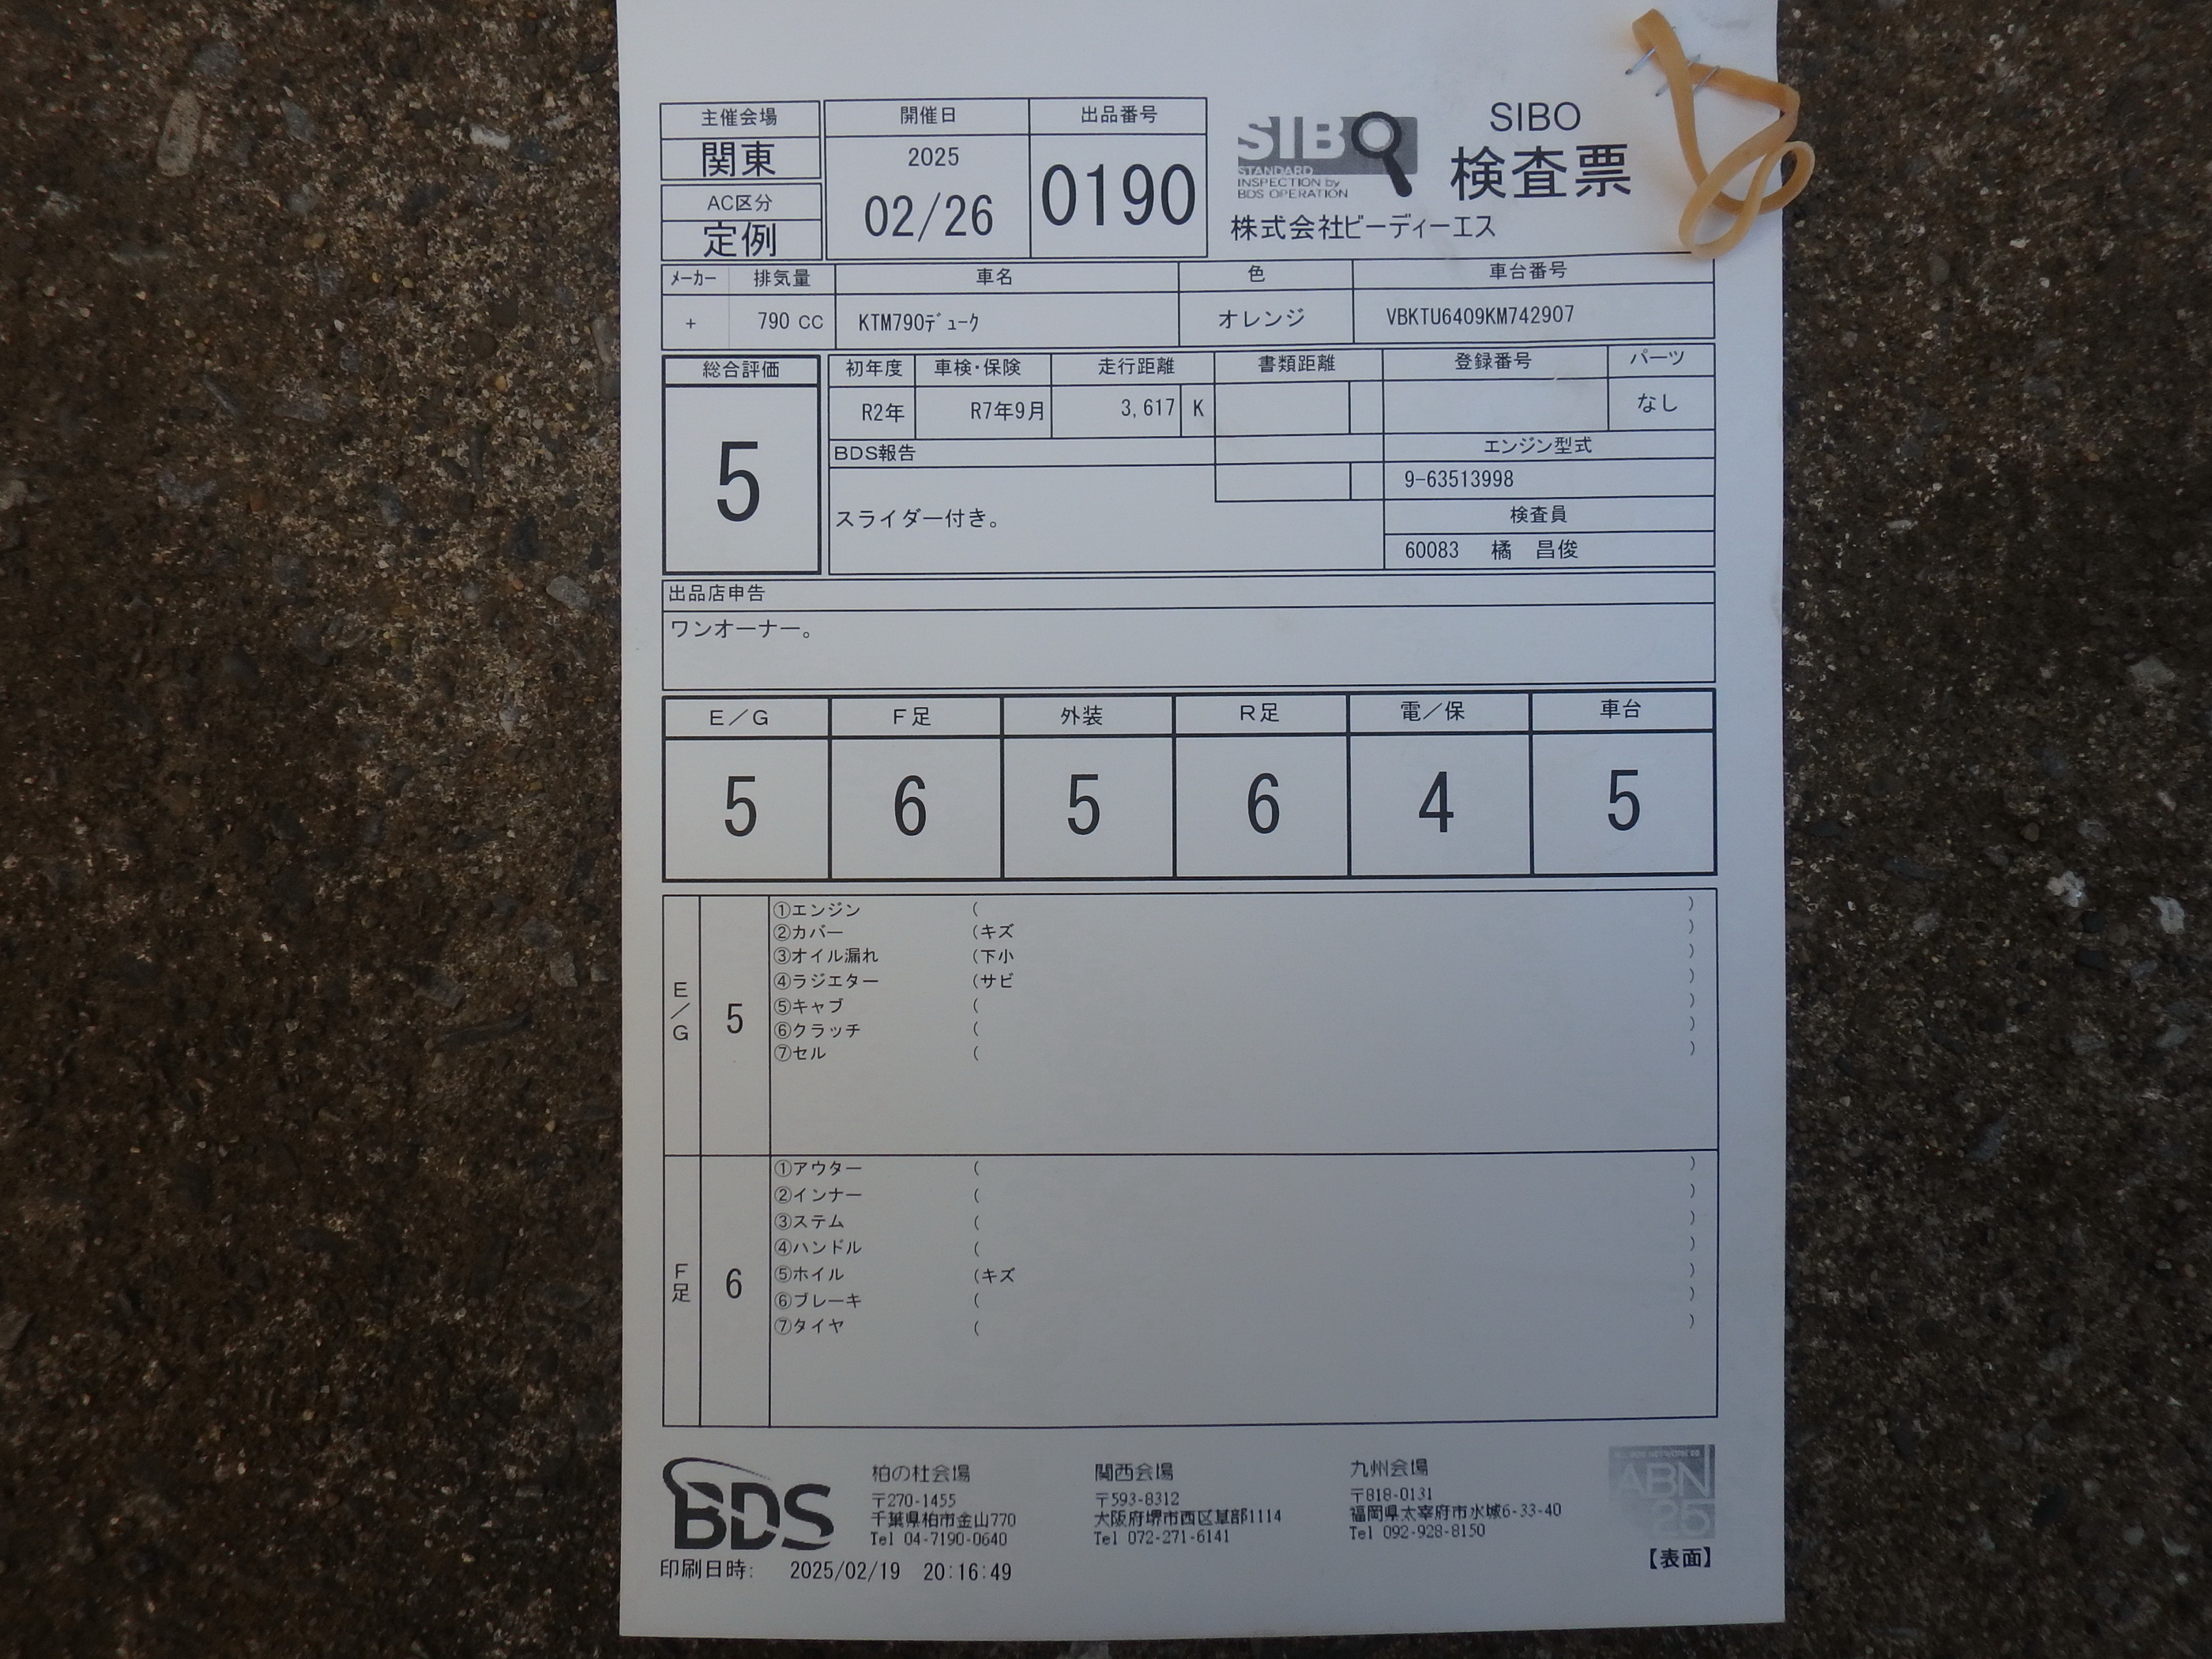 主催会場 開催日 出品番号
関東 2025 02/26 0190
AC区分
定例
SIBO
STANDARD
INSPECTION by
BDS OPERATION
SIBO
検査票
株式会社ビーディーエス
ﾒｰｶｰ 排気量 車名 色 車台番号
+ 790 CC KTM790ﾃﾞｭｰｸ オレンジ VBKTU6409KM742907
総合評価 初年度 車検・保険 走行距離 書類距離 登録番号 パーツ
5 R2年 R7年9月 3,617 K なし
BDS報告 エンジン型式
9-63513998
スライダー付き。 検査員
60083 橘 昌俊
出品店申告
ワンオーナー。
E/G F足 外装 R足 電/保 車台
5 6 5 6 4 5
E/G 5
①エンジン ( )
②カバー (キズ )
③オイル漏れ (下小 )
④ラジエター (サビ )
⑤キャブ ( )
⑥クラッチ ( )
⑦セル ( )
F足 6
①アウター ( )
②インナー ( )
③ステム ( )
④ハンドル ( )
⑤ホイル (キズ )
⑥ブレーキ ( )
⑦タイヤ ( )
BDS
柏の杜会場
〒270-1455
千葉県柏市金山770
Tel 04-7190-0640
関西会場
〒593-8312
大阪府堺市西区草部1114
Tel 072-271-6141
九州会場
〒818-0131
福岡県太宰府市水城6-33-40
Tel 092-928-8150
ABN
25
【表面】
印刷日時: 2025/02/19 20:16:49